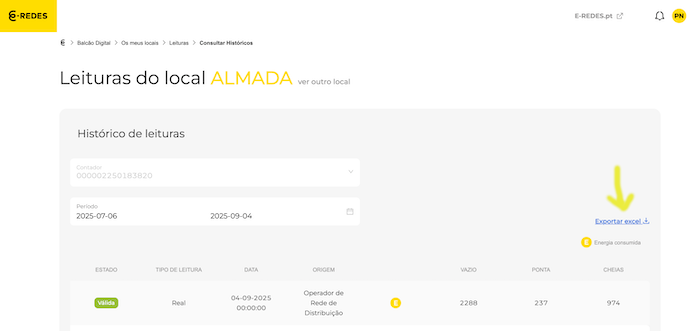 E-REDES
E-REDES.pt
PN
Balcão Digital > Os meus locais > Leituras > Consultar Históricos
Leituras do local ALMADA ver outro local
Histórico de leituras
Contador
000002250183820
Período
2025-07-06 2025-09-04
Exportar excel
E Energia consumida
ESTADO TIPO DE LEITURA DATA ORIGEM VAZIO PONTA CHEIAS
Válida Real 04-09-2025 00:00:00 Operador de Rede de Distribuição E 2288 237 974